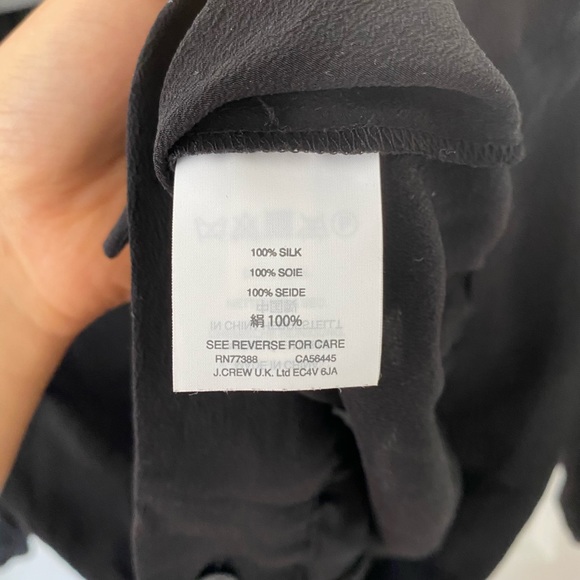 100% SILK
100% SOIE
100% SEIDE
絹 100%
SEE REVERSE FOR CARE
RN77388 CA56445
J.CREW U.K. Ltd EC4V 6JA